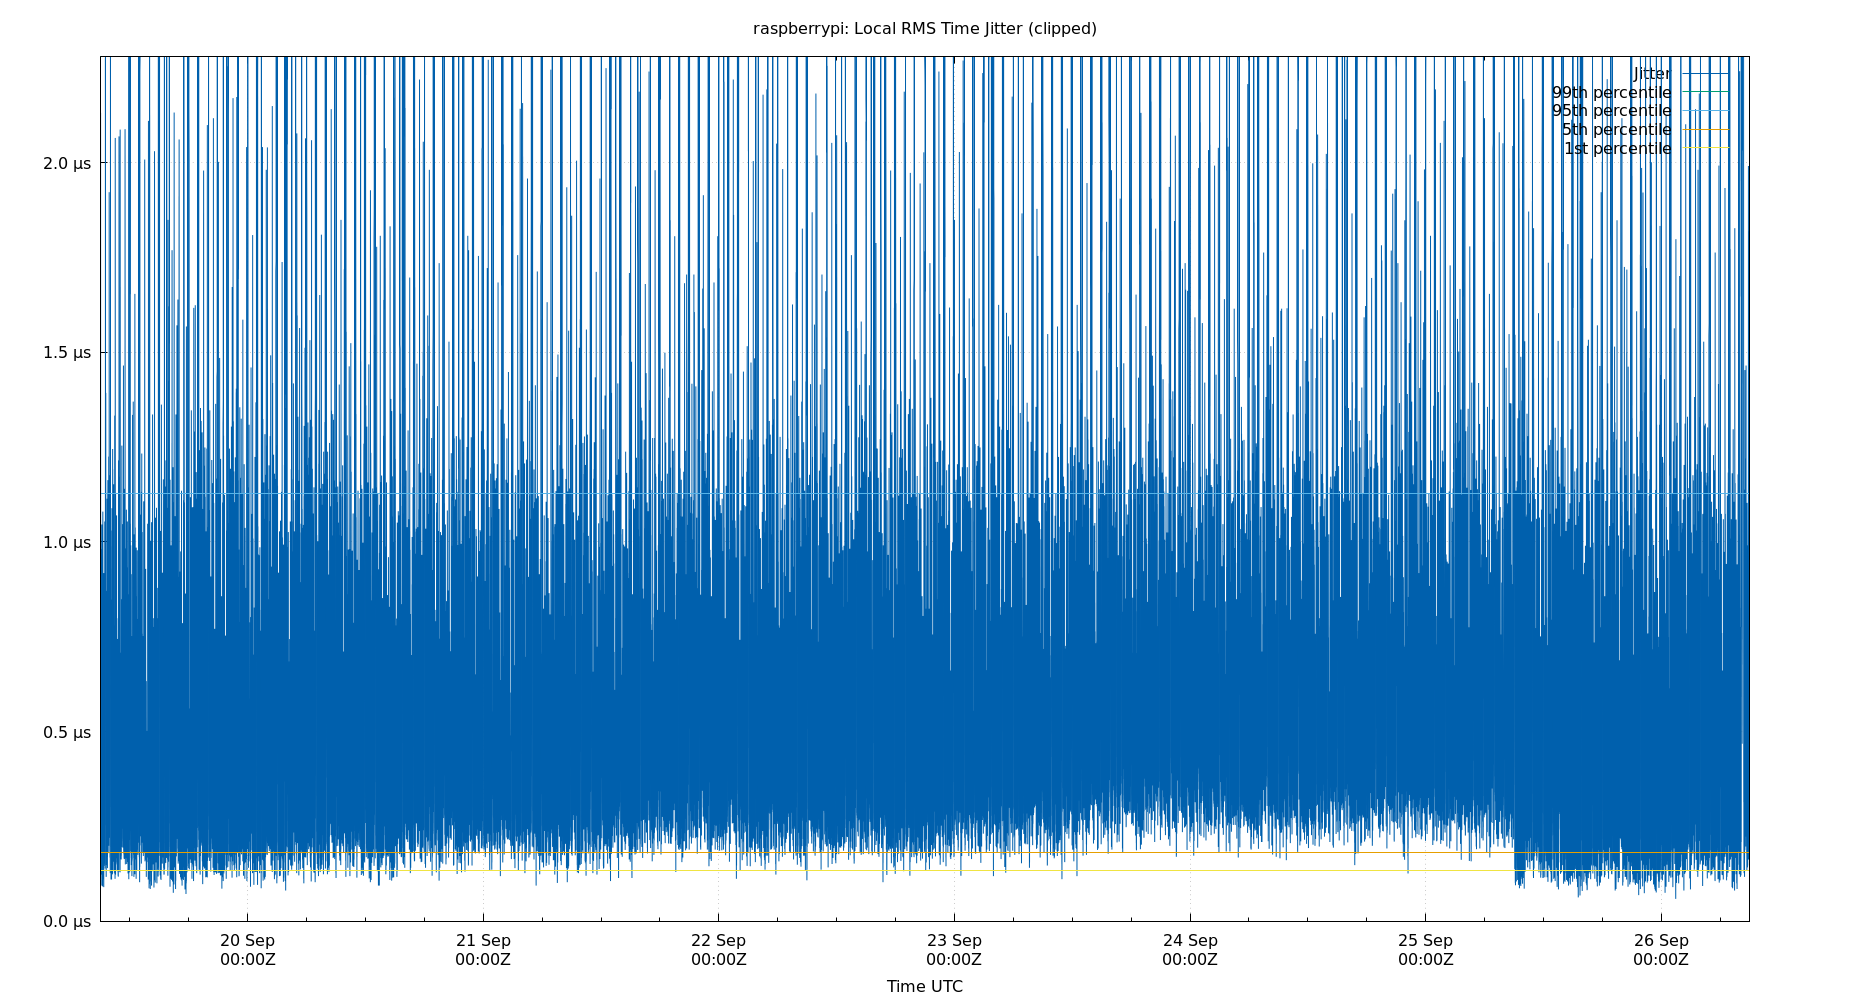 raspberrypi: Local RMS Time Jitter (clipped)
Jitter
99th percentile
95th percentile
5th percentile
1st percentile
2.0 µs
1.5 µs
1.0 µs
0.5 µs
0.0 µs
20 Sep 21 Sep 22 Sep 23 Sep 24 Sep 25 Sep 26 Sep
00:00Z 00:00Z 00:00Z 00:00Z 00:00Z 00:00Z 00:00Z
Time UTC